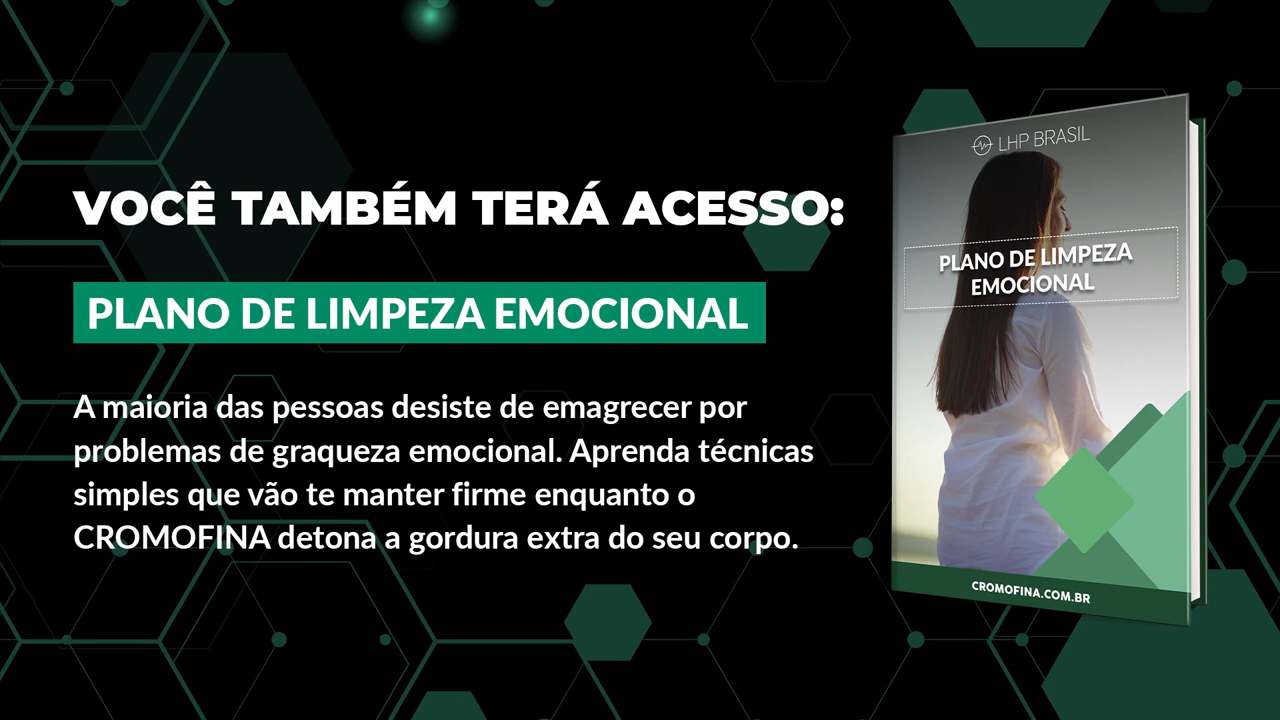 VOCÊ TAMBÉM TERÁ ACESSO:
PLANO DE LIMPEZA EMOCIONAL
A maioria das pessoas desiste de emagrecer por
problemas de graqueza emocional. Aprenda técnicas
simples que vão te manter firme enquanto o
CROMOFINA detona a gordura extra do seu corpo.
LHP BRASIL
PLANO DE LIMPEZA
EMOCIONAL
CROMOFINA.COM.BR